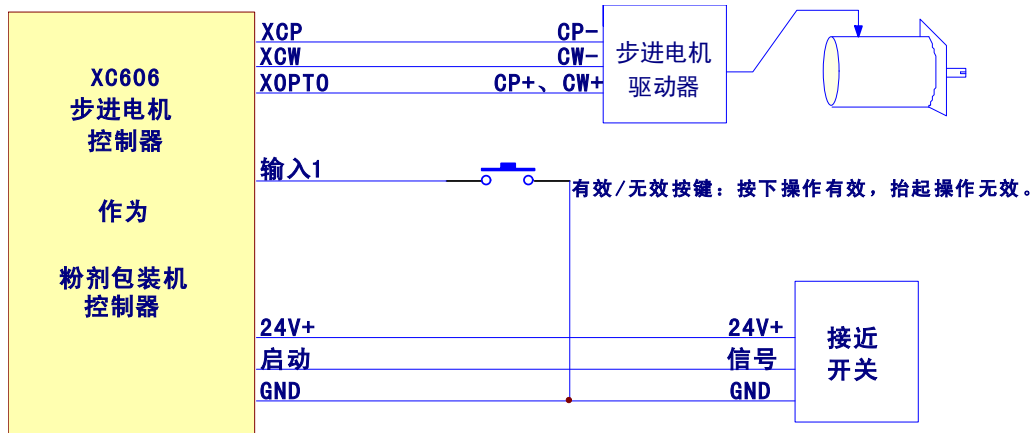 XC606
步进电机
控制器
作为
粉剂包装机
控制器
XCP
XCW
XOPTO
输入1
24V+
启动
GND
CP-
CW-
CP+、CW+
步进电机
驱动器
有效/无效按键：按下操作有效，抬起操作无效。
24V+
信号
GND
接近
开关